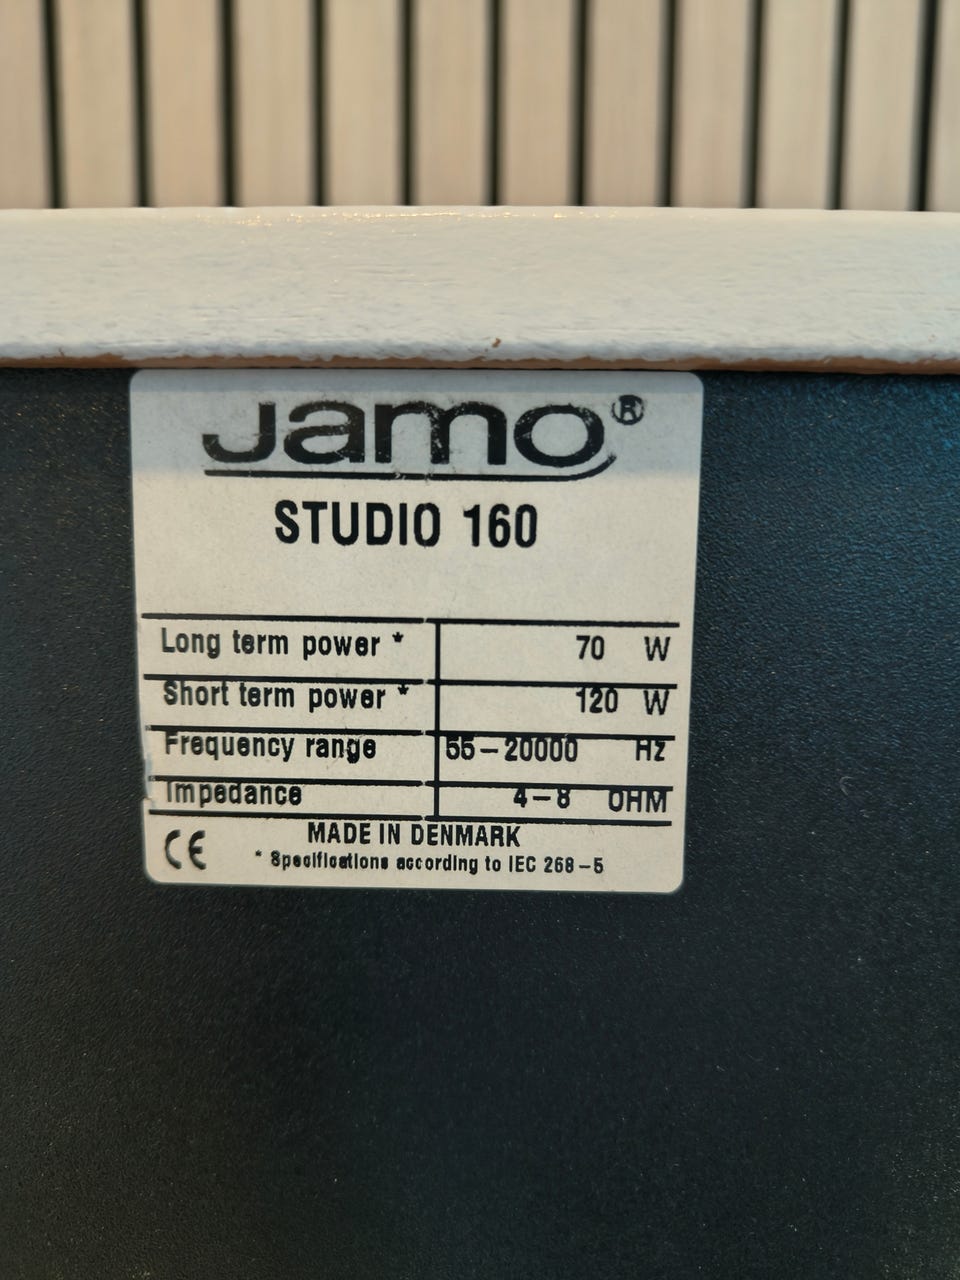 Jamo®
STUDIO 160
Long term power * 70 W
Short term power * 120 W
Frequency range 55-20000 Hz
Impedance 4-8 OHM
MADE IN DENMARK
CE * Specifications according to IEC 268-5